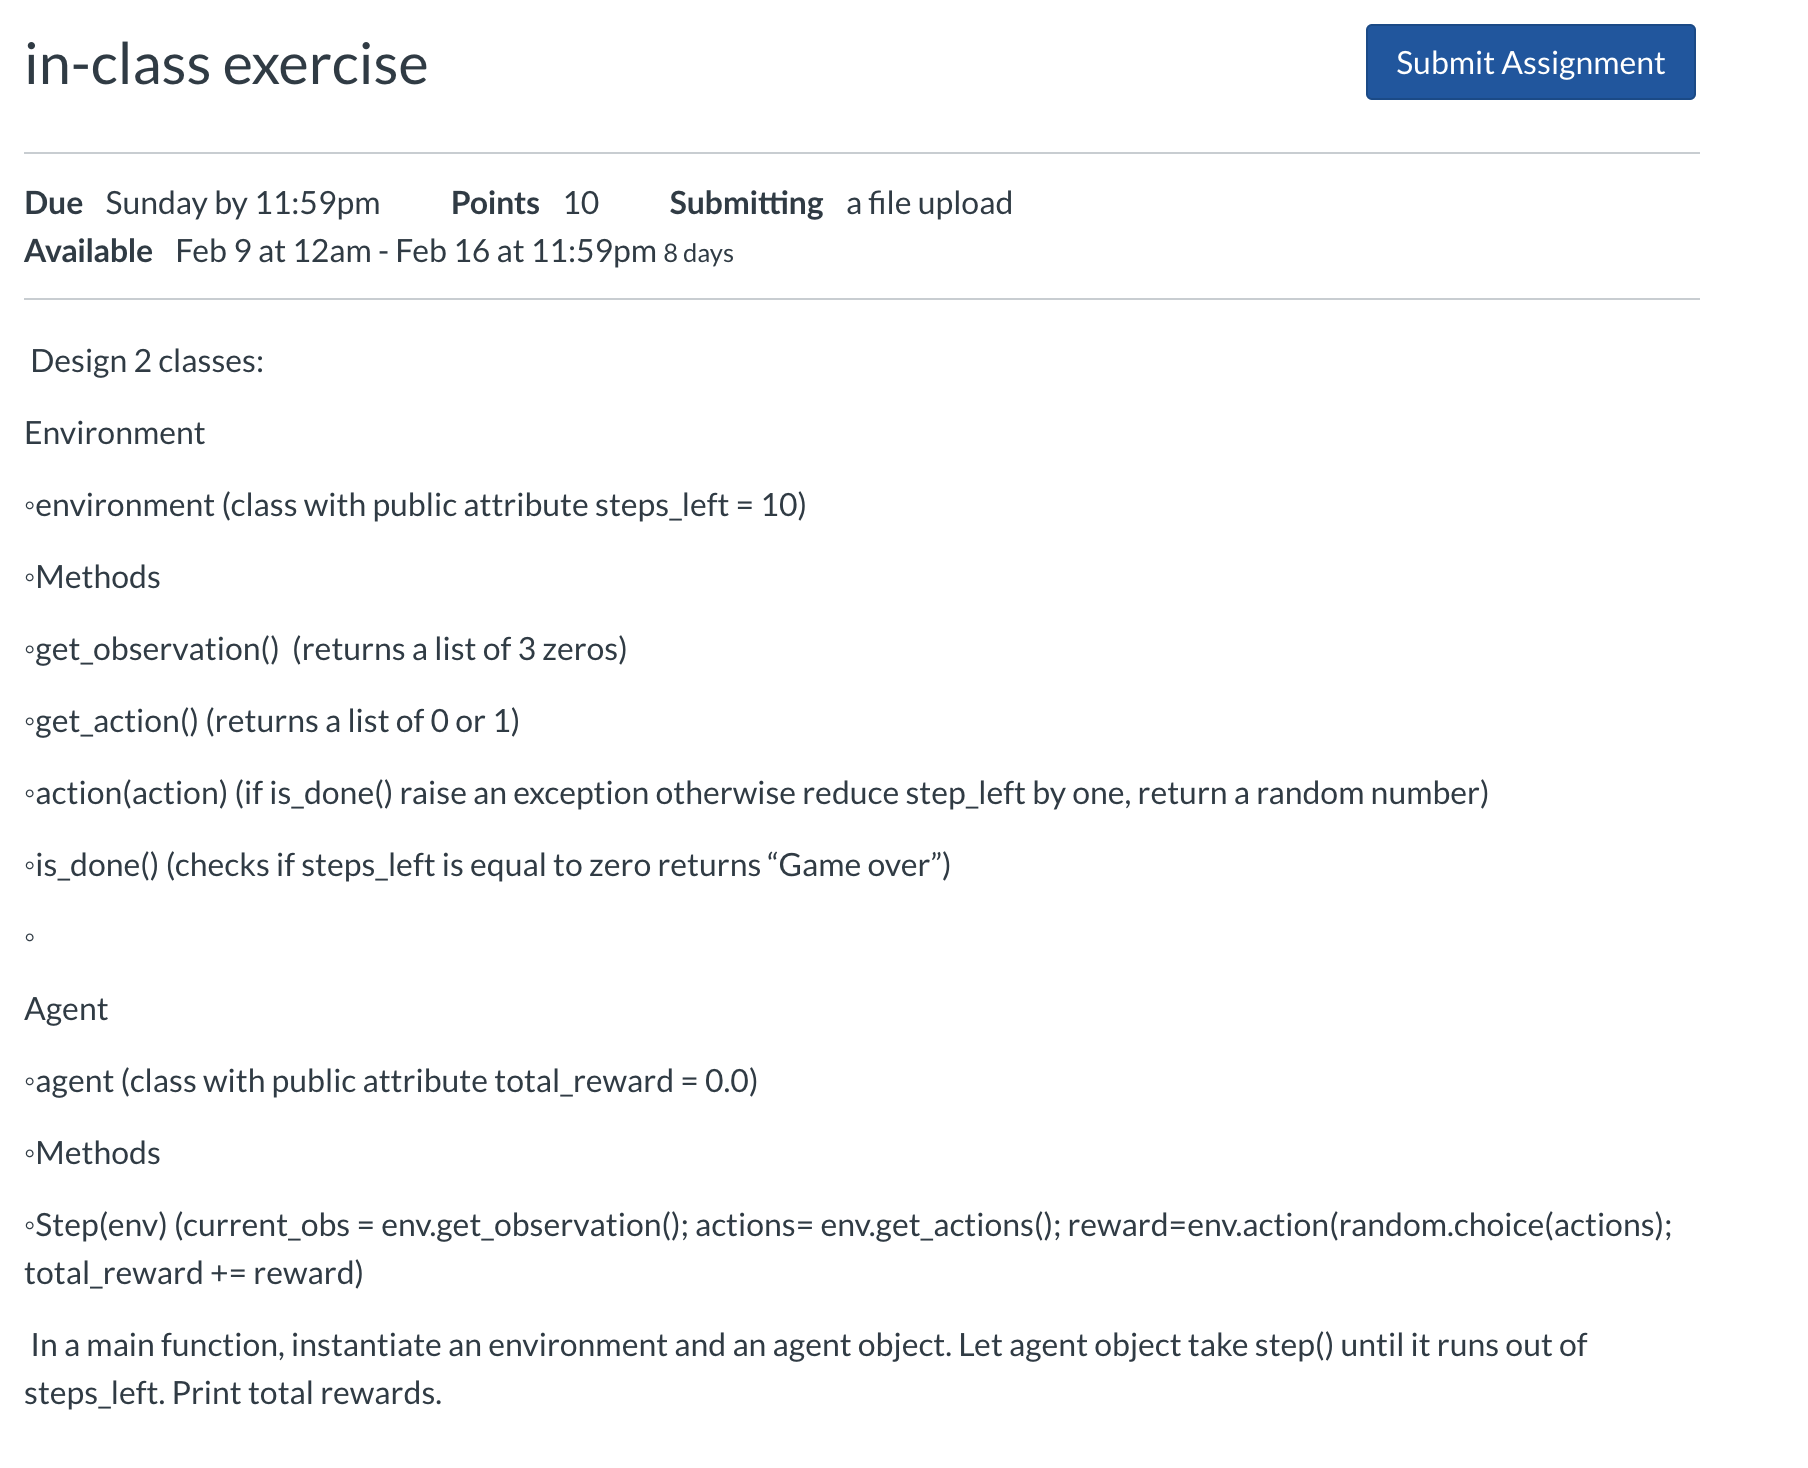 in-class exercise
Submit Assignment
Due Sunday by 11:59pm Points 10 Submitting a file upload
Available Feb 9 at 12am - Feb 16 at 11:59pm 8 days
Design 2 classes:
Environment
◦environment (class with public attribute steps_left = 10)
◦Methods
◦get_observation()  (returns a list of 3 zeros)
◦get_action() (returns a list of 0 or 1)
◦action(action) (if is_done() raise an exception otherwise reduce step_left by one, return a random number)
◦is_done() (checks if steps_left is equal to zero returns “Game over”)
◦
Agent
◦agent (class with public attribute total_reward = 0.0)
◦Methods
◦Step(env) (current_obs = env.get_observation(); actions= env.get_actions(); reward=env.action(random.choice(actions);
total_reward += reward)
In a main function, instantiate an environment and an agent object. Let agent object take step() until it runs out of
steps_left. Print total rewards.